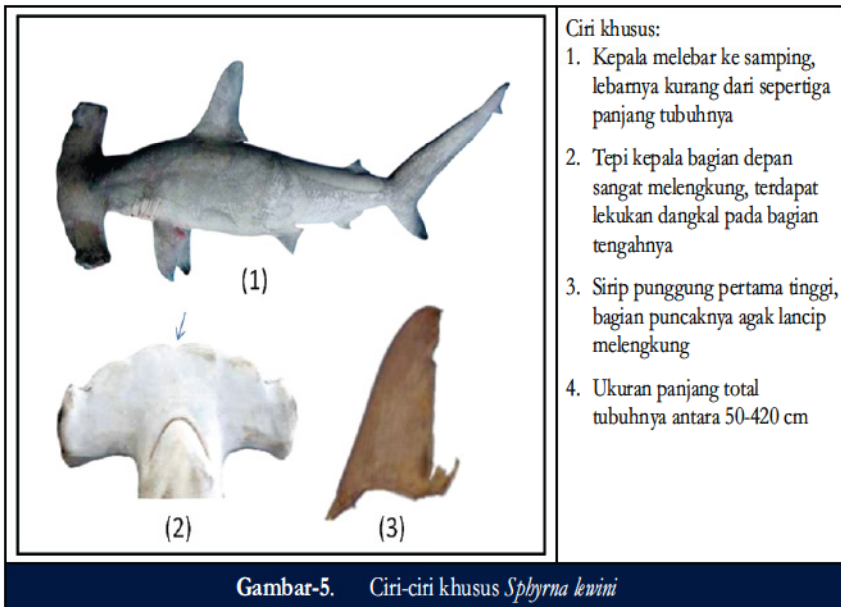 (1)
(2)
(3)
Ciri khusus:
1. Kepala melebar ke samping,
lebarnya kurang dari sepertiga
panjang tubuhnya
2. Tepi kepala bagian depan
sangat melengkung, terdapat
lekukan dangkal pada bagian
tengahnya
3. Sirip punggung pertama tinggi,
bagian puncaknya agak lancip
melengkung
4. Ukuran panjang total
tubuhnya antara 50-420 cm
Gambar-5. Ciri-ciri khusus Sphyrna lewini